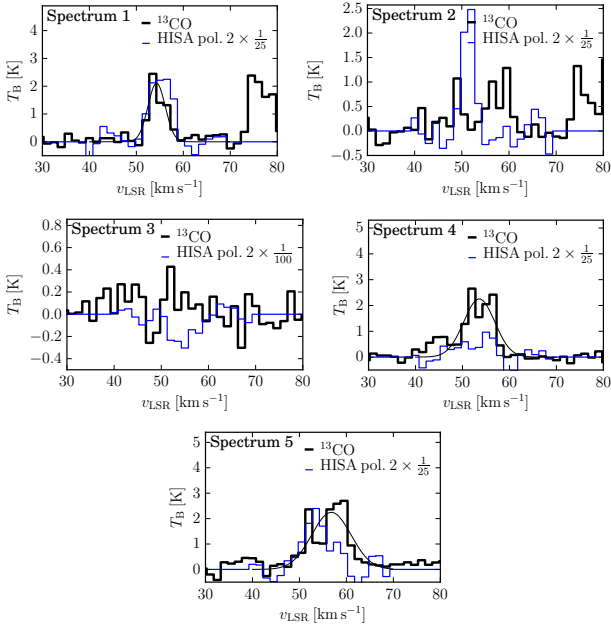 Spectrum 1
¹³CO
HISA pol. 2 × 1/25
4
3
2
1
0
T_B [K]
30 40 50 60 70 80
v_LSR [km s⁻¹]
Spectrum 2
¹³CO
HISA pol. 2 × 1/25
2.5
2.0
1.5
1.0
0.5
0.0
−0.5
T_B [K]
30 40 50 60 70 80
v_LSR [km s⁻¹]
Spectrum 3
¹³CO
HISA pol. 2 × 1/100
0.8
0.6
0.4
0.2
0.0
−0.2
−0.4
T_B [K]
30 40 50 60 70 80
v_LSR [km s⁻¹]
Spectrum 4
¹³CO
HISA pol. 2 × 1/25
5
4
3
2
1
0
T_B [K]
30 40 50 60 70 80
v_LSR [km s⁻¹]
Spectrum 5
¹³CO
HISA pol. 2 × 1/25
5
4
3
2
1
0
T_B [K]
30 40 50 60 70 80
v_LSR [km s⁻¹]